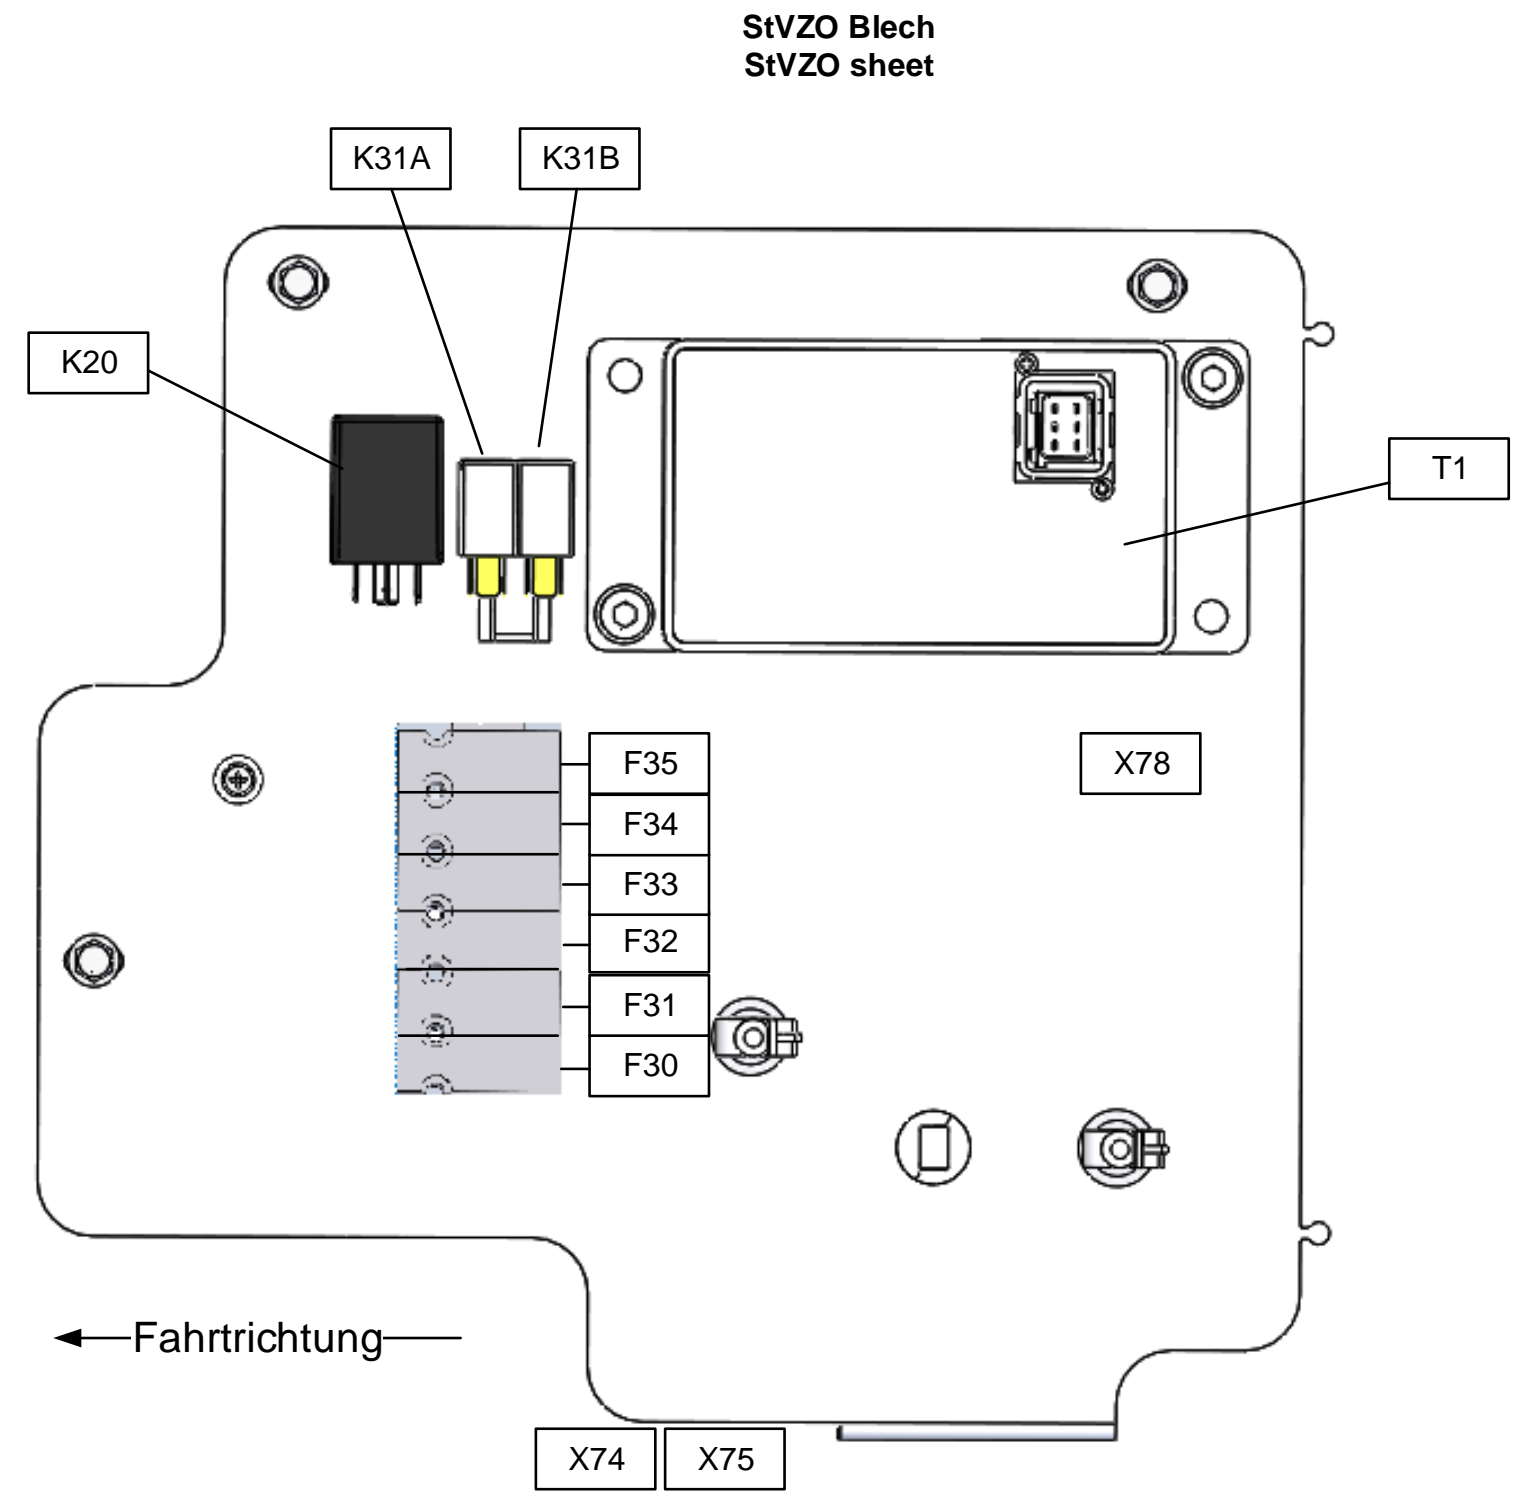 StVZO Blech
StVZO sheet
K31A
K31B
K20
T1
F35
X78
F34
F33
F32
F31
F30
Fahrtrichtung
X74
X75